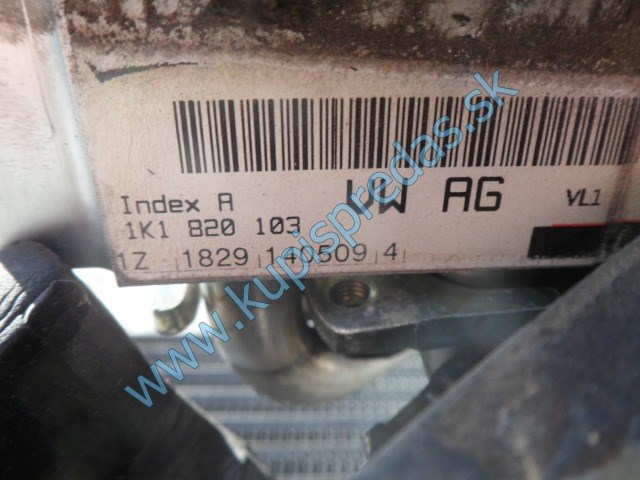 Index A VW AG VL1
1K1 820 103
1Z 1829 140509 4
www.kupispredas.sk